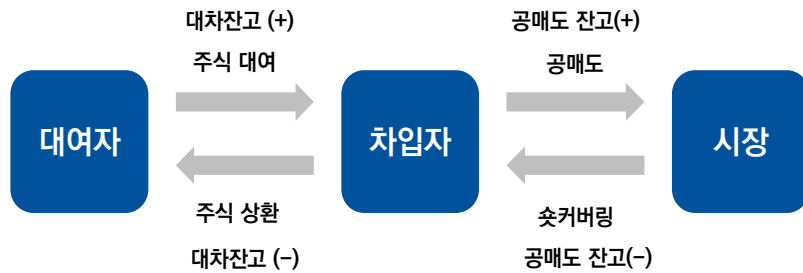 대차잔고 (+)
공매도 잔고(+)
주식 대여
공매도
대여자
차입자
시장
주식 상환
숏커버링
대차잔고 (–)
공매도 잔고(–)